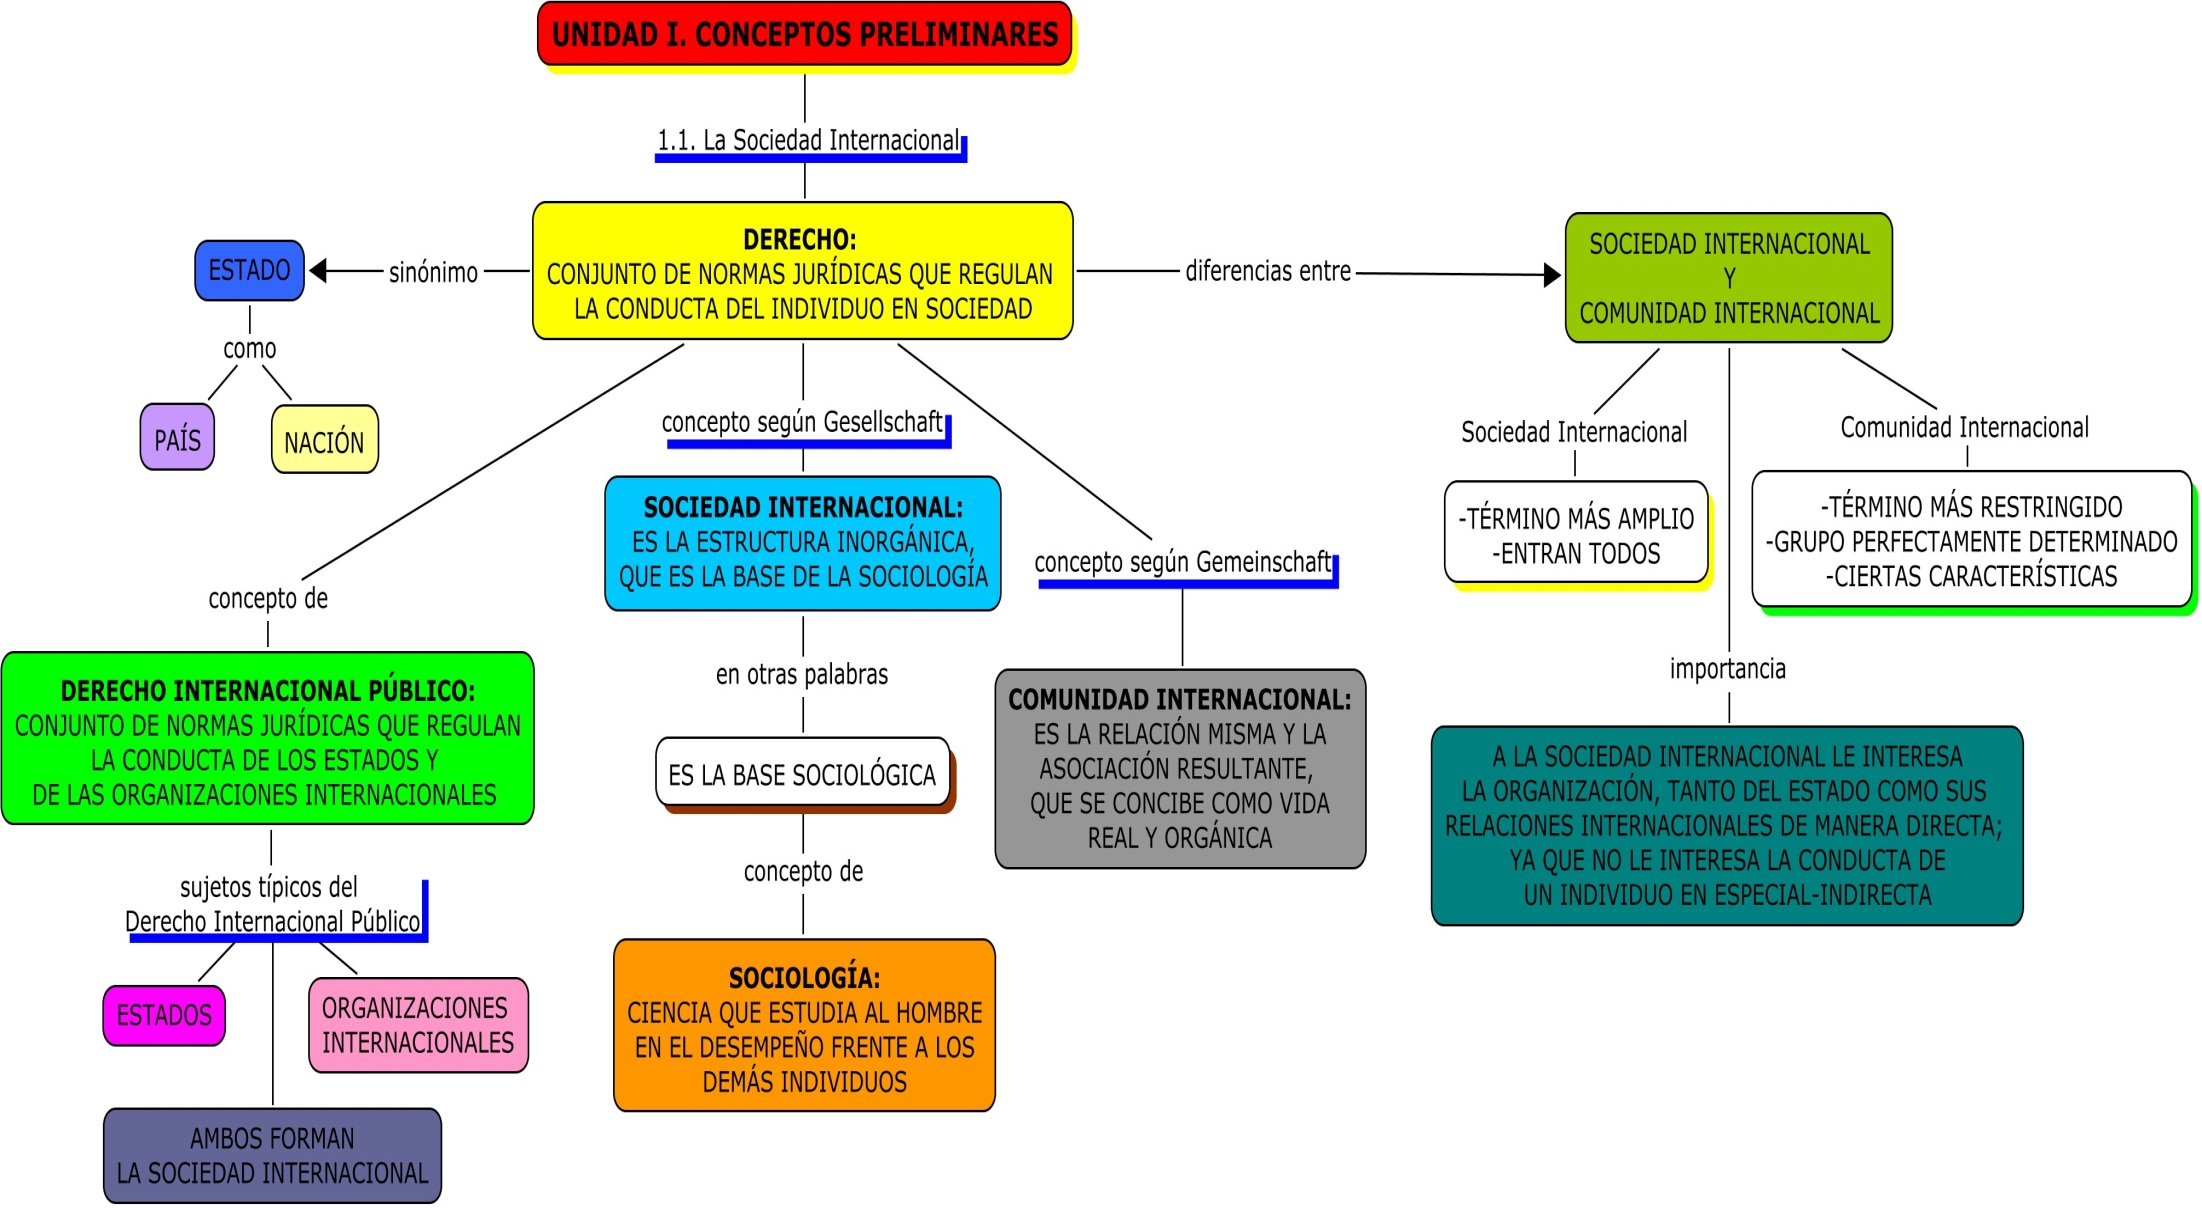 UNIDAD I. CONCEPTOS PRELIMINARES
1.1. La Sociedad Internacional
DERECHO:
CONJUNTO DE NORMAS JURÍDICAS QUE REGULAN
LA CONDUCTA DEL INDIVIDUO EN SOCIEDAD
sinónimo
ESTADO
como
PAÍS
NACIÓN
diferencias entre
SOCIEDAD INTERNACIONAL
Y
COMUNIDAD INTERNACIONAL
Sociedad Internacional
-TÉRMINO MÁS AMPLIO
-ENTRAN TODOS
Comunidad Internacional
-TÉRMINO MÁS RESTRINGIDO
-GRUPO PERFECTAMENTE DETERMINADO
-CIERTAS CARACTERÍSTICAS
importancia
A LA SOCIEDAD INTERNACIONAL LE INTERESA
LA ORGANIZACIÓN, TANTO DEL ESTADO COMO SUS
RELACIONES INTERNACIONALES DE MANERA DIRECTA;
YA QUE NO LE INTERESA LA CONDUCTA DE
UN INDIVIDUO EN ESPECIAL-INDIRECTA
concepto de
DERECHO INTERNACIONAL PÚBLICO:
CONJUNTO DE NORMAS JURÍDICAS QUE REGULAN
LA CONDUCTA DE LOS ESTADOS Y
DE LAS ORGANIZACIONES INTERNACIONALES
sujetos típicos del
Derecho Internacional Público
ESTADOS
ORGANIZACIONES
INTERNACIONALES
AMBOS FORMAN
LA SOCIEDAD INTERNACIONAL
concepto según Gesellschaft
SOCIEDAD INTERNACIONAL:
ES LA ESTRUCTURA INORGÁNICA,
QUE ES LA BASE DE LA SOCIOLOGÍA
en otras palabras
ES LA BASE SOCIOLÓGICA
concepto de
SOCIOLOGÍA:
CIENCIA QUE ESTUDIA AL HOMBRE
EN EL DESEMPEÑO FRENTE A LOS
DEMÁS INDIVIDUOS
concepto según Gemeinschaft
COMUNIDAD INTERNACIONAL:
ES LA RELACIÓN MISMA Y LA
ASOCIACIÓN RESULTANTE,
QUE SE CONCIBE COMO VIDA
REAL Y ORGÁNICA